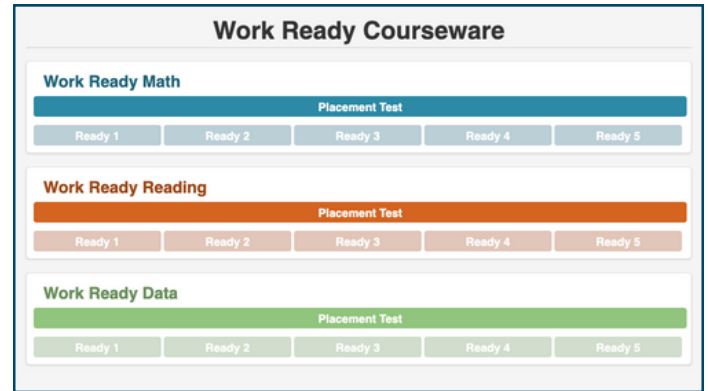 Work Ready Courseware
Work Ready Math
Placement Test
Ready 1 Ready 2 Ready 3 Ready 4 Ready 5
Work Ready Reading
Placement Test
Ready 1 Ready 2 Ready 3 Ready 4 Ready 5
Work Ready Data
Placement Test
Ready 1 Ready 2 Ready 3 Ready 4 Ready 5